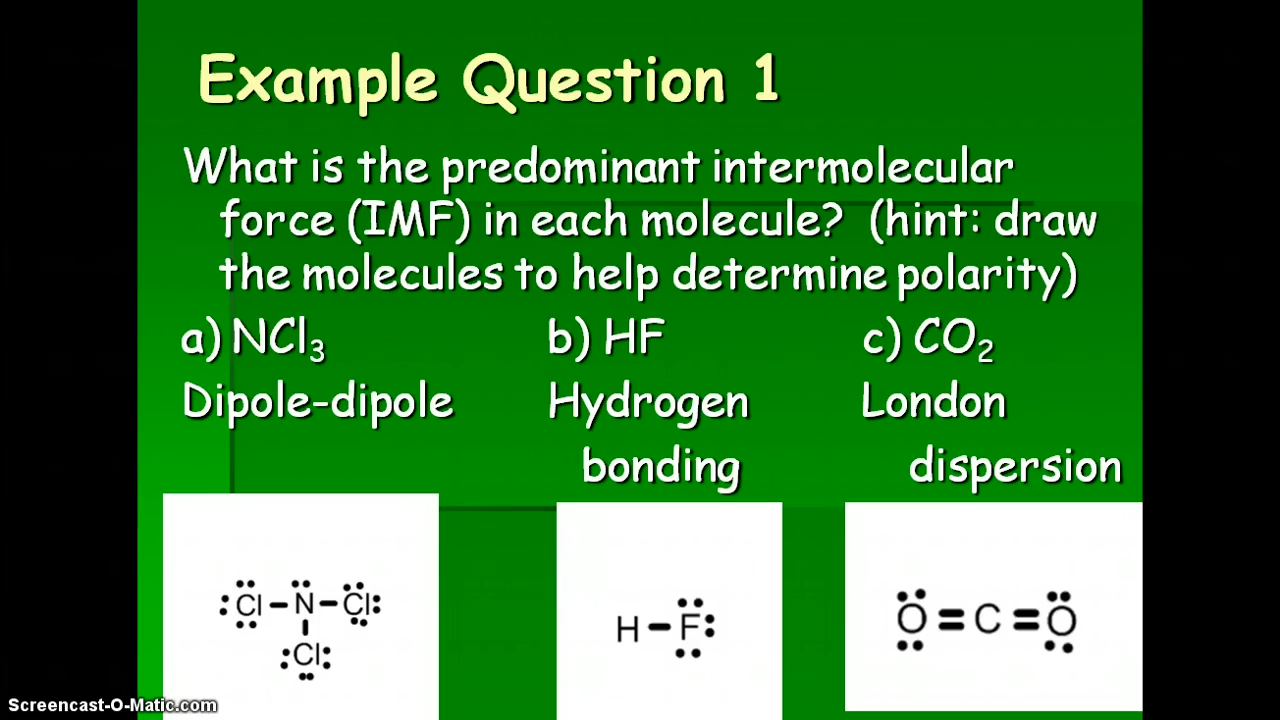 Example Question 1
What is the predominant intermolecular
force (IMF) in each molecule? (hint: draw
the molecules to help determine polarity)
a) NCl₃ b) HF c) CO₂
Dipole-dipole Hydrogen London
bonding dispersion
Cl – N – Cl
Cl
H – F
O = C = O
Screencast-O-Matic.com